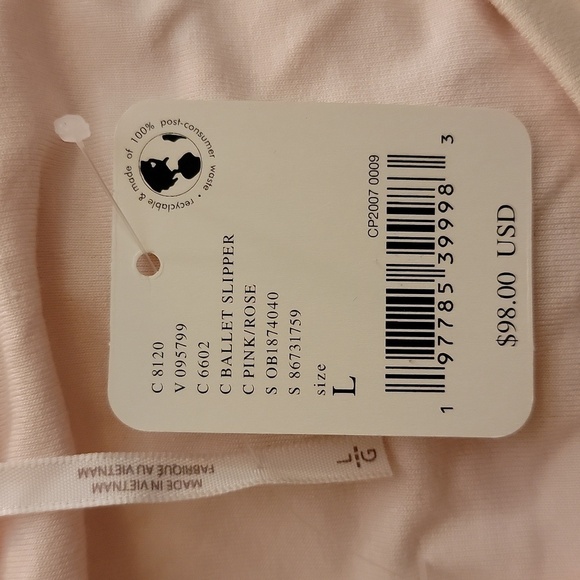 100% post-consumer waste • recyclable & made of
C 8120
V 095799
C 6602
C BALLET SLIPPER
C PINK/ROSE
S OB1874040
S 86731759
size
L
CP2007 0009
1 97785 39998 3
$98.00 USD
L-G
MADE IN VIETNAM
FABRIQUÉ AU VIETNAM